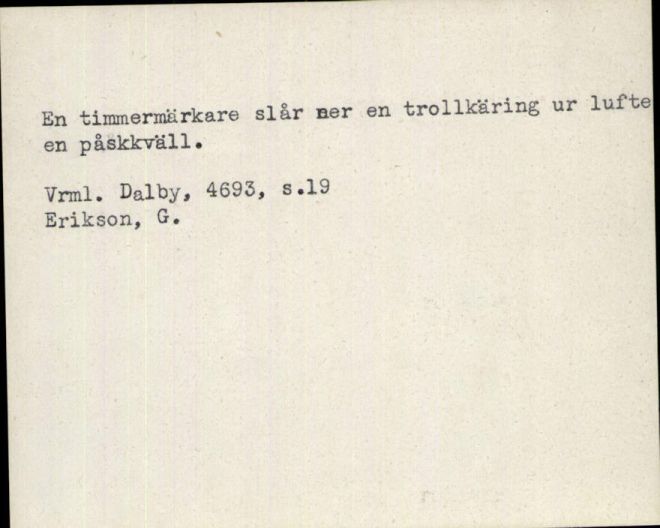 En timmermärkare slår ner en trollkäring ur lufte
en påskkväll.
Vrml. Dalby, 4693, s.19
Erikson, G.